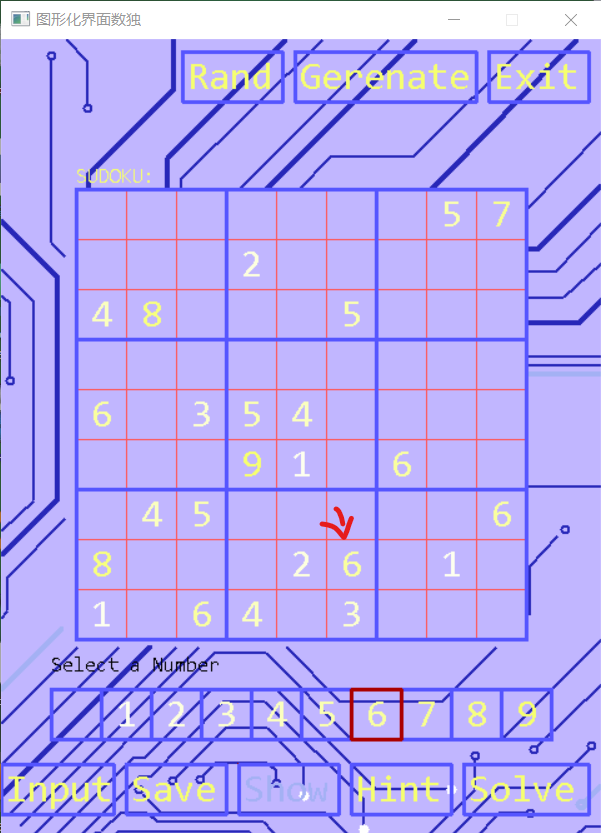 图形化界面数独
Rand Gerenate Exit
SUDOKU:
5 7
2
4 8 5
6 3 5 4
9 1 6
4 5 6
8 2 6 1
1 6 4 3
Select a Number
1 2 3 4 5 6 7 8 9
Input Save Show Hint Solve